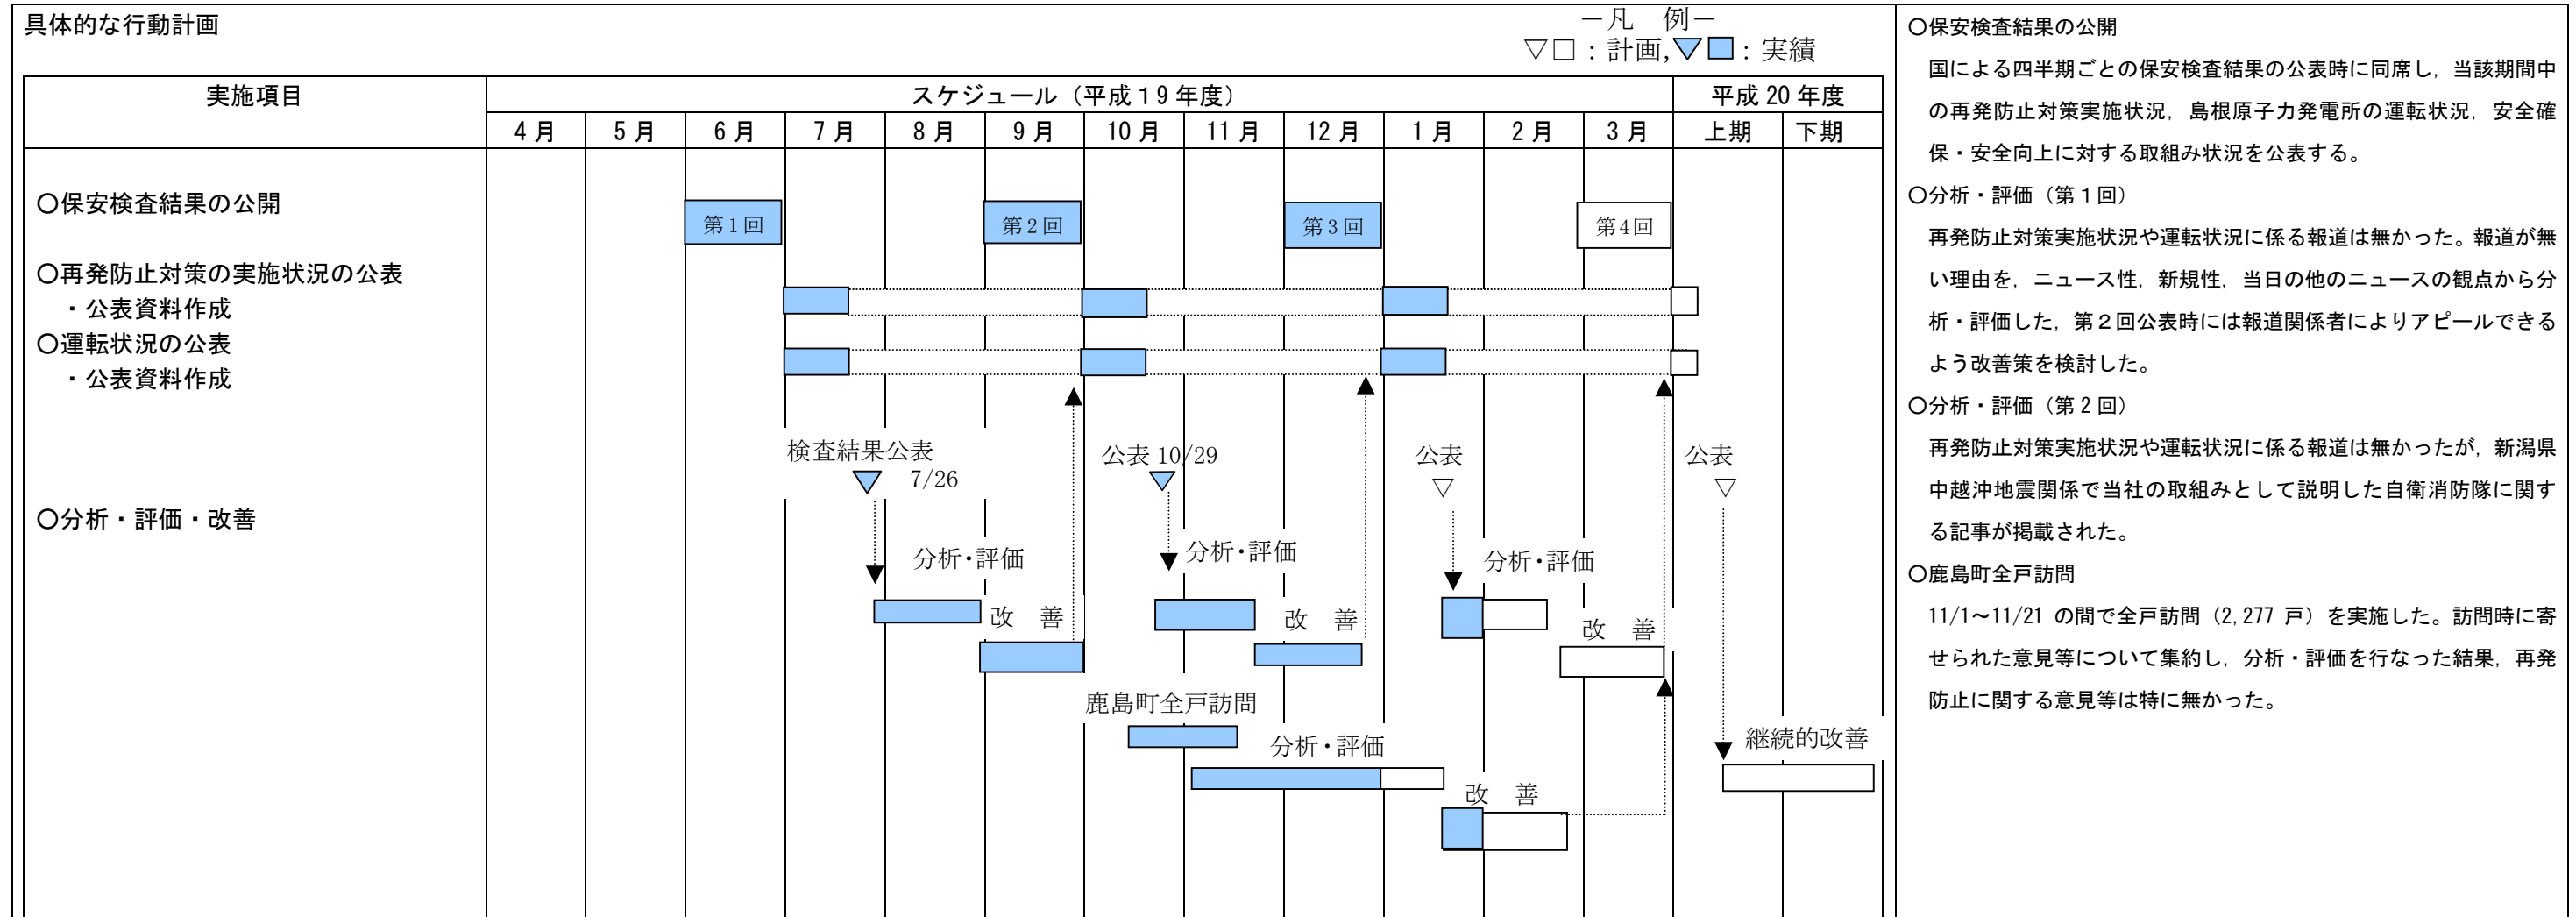 具体的な行動計画
－凡　例－
▽□：計画,▼■：実績
実施項目
スケジュール（平成１９年度）
平成 20 年度
4 月
5 月
6 月
7 月
8 月
9 月
10 月
11 月
12 月
1 月
2 月
3 月
上期
下期
○保安検査結果の公開
第1回
第2回
第3回
第4回
○再発防止対策の実施状況の公表
・公表資料作成
○運転状況の公表
・公表資料作成
検査結果公表
7/26
公表 10/29
公表
公表
○分析・評価・改善
分析・評価
分析・評価
分析・評価
改　善
改　善
改　善
鹿島町全戸訪問
分析・評価
継続的改善
改　善
○保安検査結果の公開
国による四半期ごとの保安検査結果の公表時に同席し，当該期間中
の再発防止対策実施状況，島根原子力発電所の運転状況，安全確
保・安全向上に対する取組み状況を公表する。
○分析・評価（第１回）
再発防止対策実施状況や運転状況に係る報道は無かった。報道が無
い理由を，ニュース性，新規性，当日の他のニュースの観点から分
析・評価した，第２回公表時には報道関係者によりアピールできる
よう改善策を検討した。
○分析・評価（第２回）
再発防止対策実施状況や運転状況に係る報道は無かったが，新潟県
中越沖地震関係で当社の取組みとして説明した自衛消防隊に関す
る記事が掲載された。
○鹿島町全戸訪問
11/1～11/21 の間で全戸訪問（2,277 戸）を実施した。訪問時に寄
せられた意見等について集約し，分析・評価を行なった結果，再発
防止に関する意見等は特に無かった。